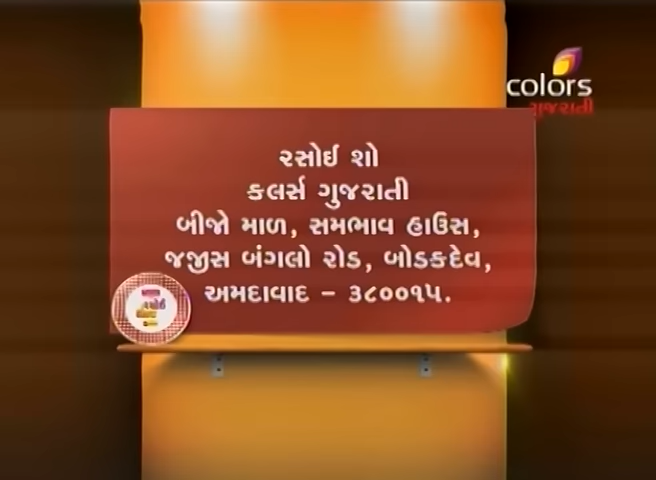 colors
ગુજરાતી
રસોઈ શો
કલર્સ ગુજરાતી
બીજો માળ, સમભાવ હાઉસ,
જજીસ બંગલો રોડ, બોડકદેવ,
અમદાવાદ – ૩૮૦૦૧૫.